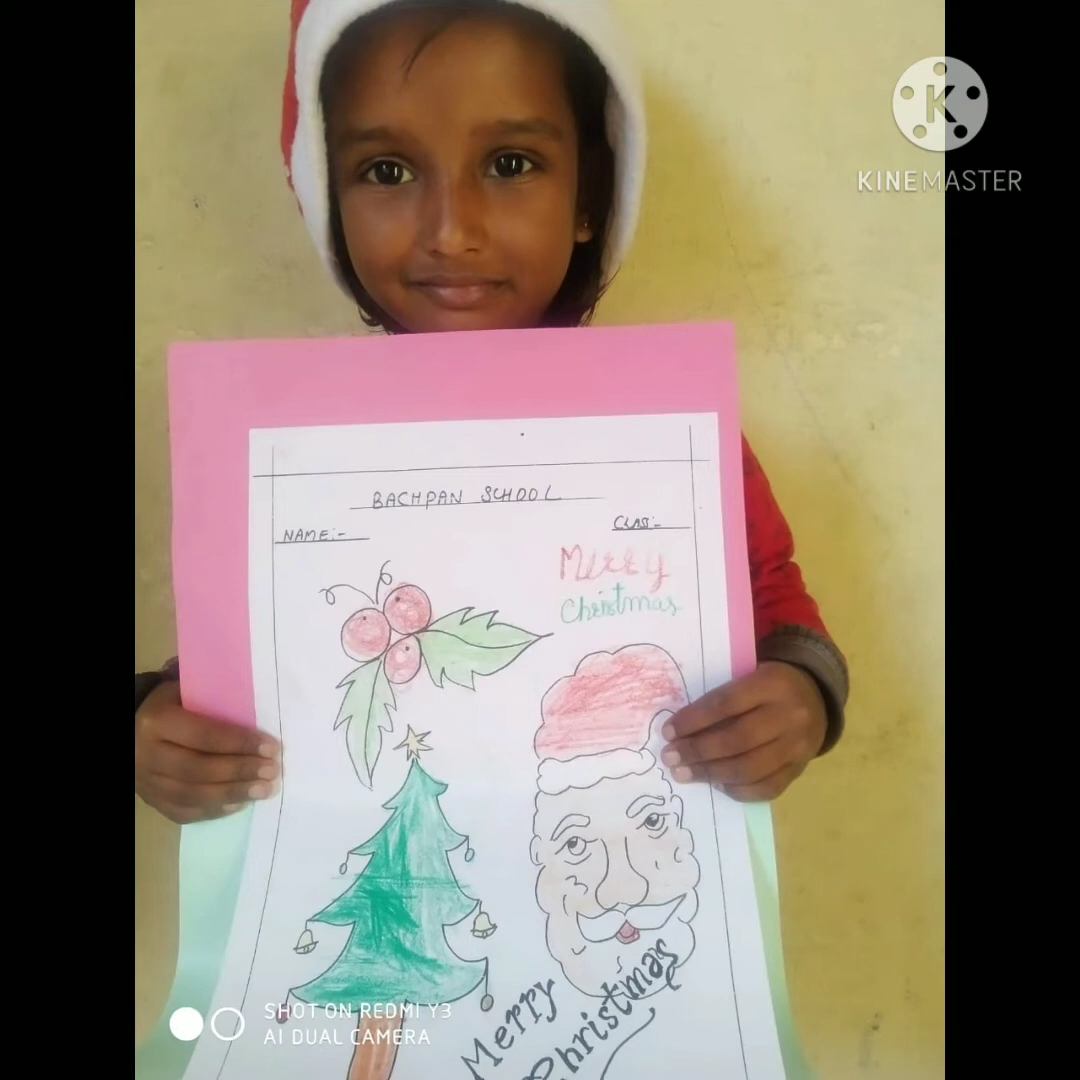 KINEMASTER
BACHPAN SCHOOL
NAME:-
CLASS:-
Merry
Christmas
Merry
Christmas
SHOT ON REDMI Y3
AI DUAL CAMERA